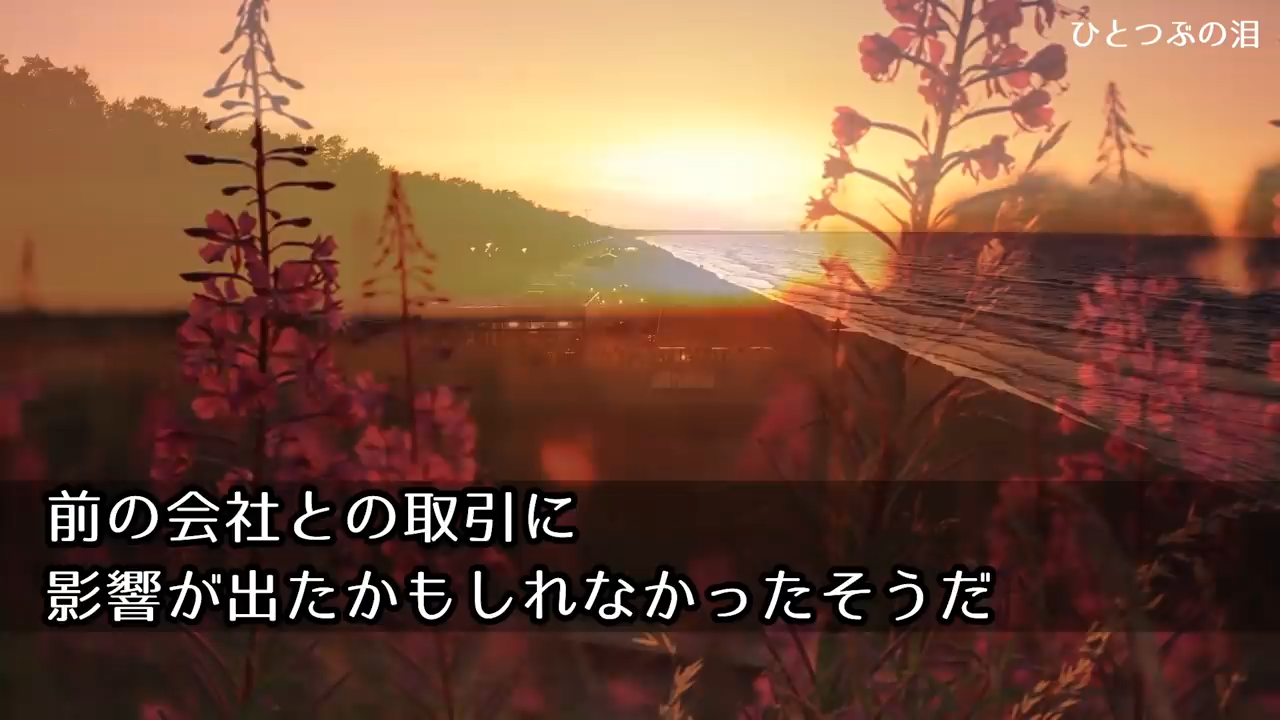 ひとつぶの泪
前の会社との取引に
影響が出たかもしれなかったそうだ